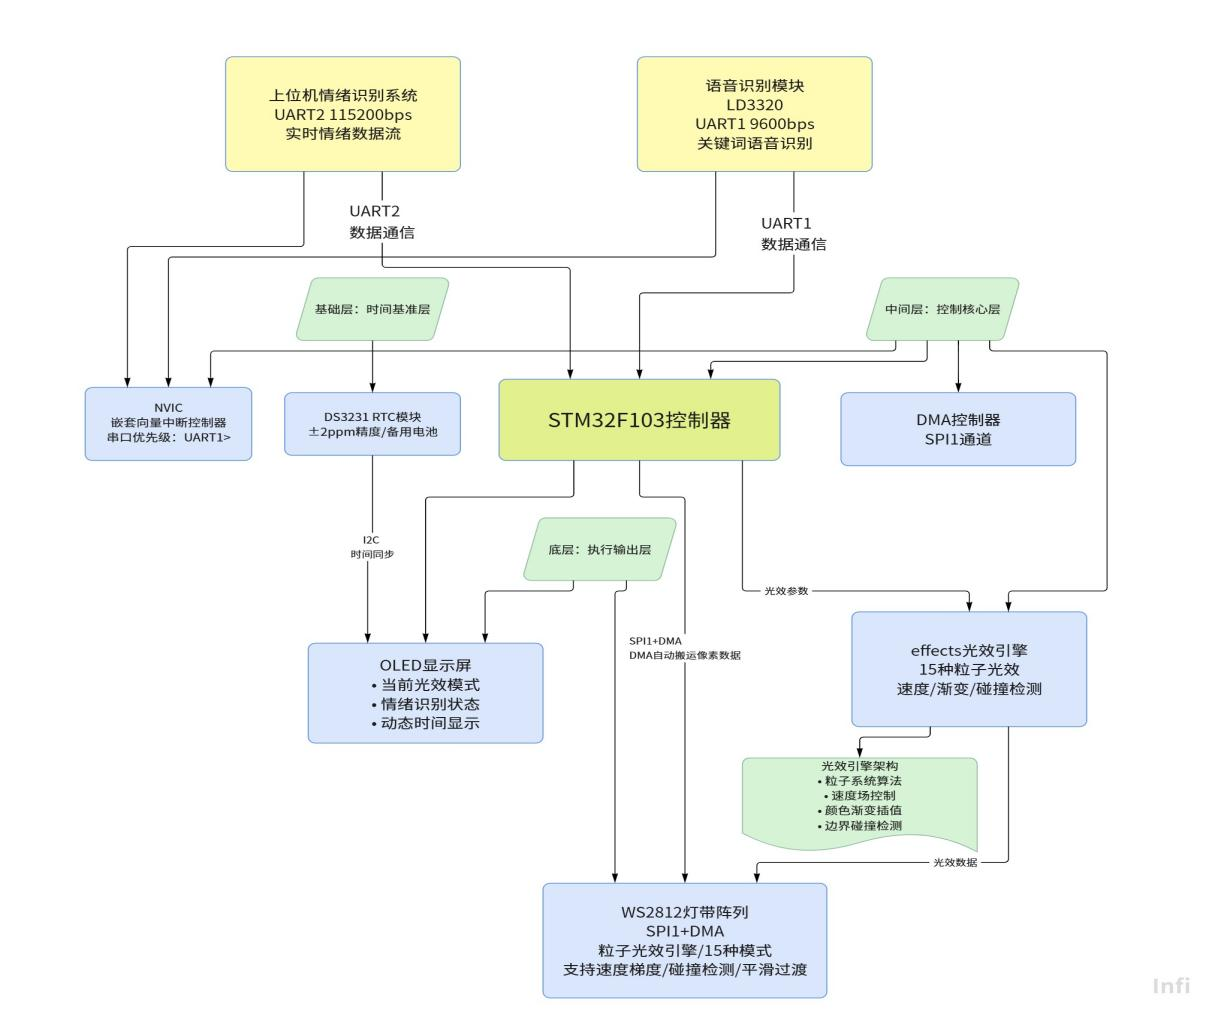 上位机情绪识别系统
UART2 115200bps
实时情绪数据流
语音识别模块
LD3320
UART1 9600bps
关键词语音识别
UART2
数据通信
UART1
数据通信
基础层：时间基准层
中间层：控制核心层
NVIC
嵌套向量中断控制器
串口优先级：UART1>
DS3231 RTC模块
±2ppm精度/备用电池
STM32F103控制器
DMA控制器
SPI1通道
I2C
时间同步
底层：执行输出层
光效参数
SPI1+DMA
DMA自动搬运像素数据
OLED显示屏
• 当前光效模式
• 情绪识别状态
• 动态时间显示
effects光效引擎
15种粒子光效
速度/渐变/碰撞检测
光效引擎架构
• 粒子系统算法
• 速度场控制
• 颜色渐变插值
• 边界碰撞检测
光效数据
WS2812灯带阵列
SPI1+DMA
粒子光效引擎/15种模式
支持速度梯度/碰撞检测/平滑过渡
Infi